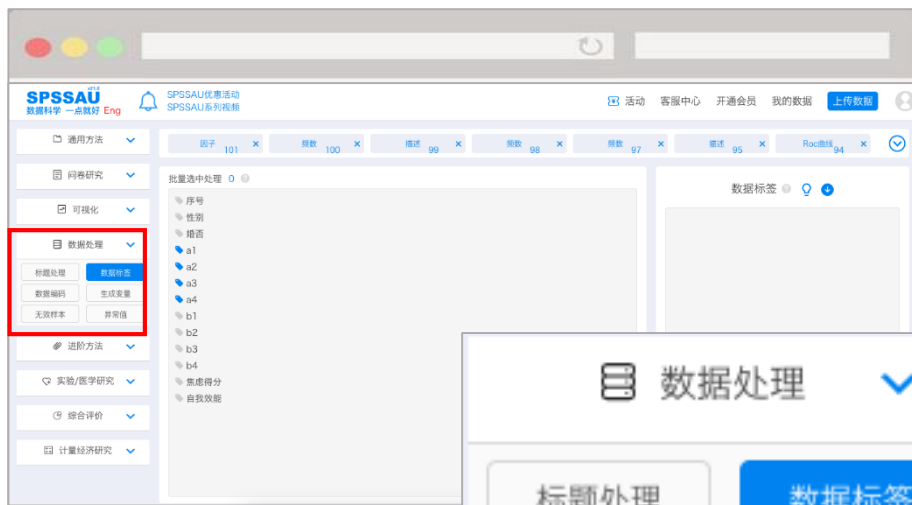 SPSSAU
数据科学 一点就好 Eng
SPSSAU优惠活动
SPSSAU系列视频
活动 客服中心 开通会员 我的数据 上传数据
通用方法
问卷研究
可视化
数据处理
标题处理 数据标签
数据编码 生成变量
无效样本 异常值
进阶方法
实验/医学研究
综合评价
计量经济研究
因子 101 × 频数 100 × 描述 99 × 频数 98 × 频数 97 × 描述 95 × Roc曲线 94 ×
批量选中处理 0
序号
性别
婚否
a1
a2
a3
a4
b1
b2
b3
b4
焦虑得分
自我效能
数据标签
数据处理
标题处理 数据标签